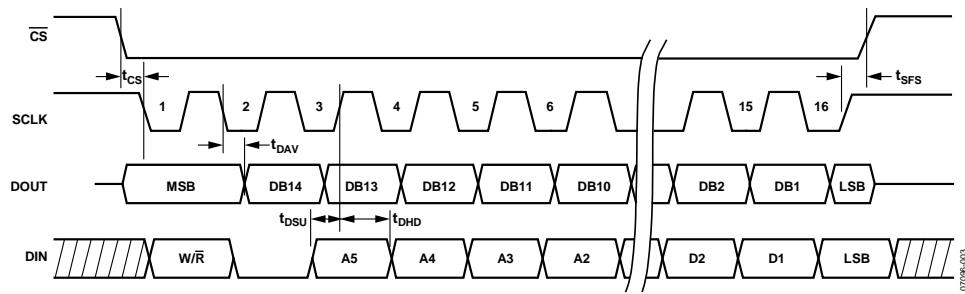 CS
tCS
tSFS
SCLK 1 2 3 4 5 6 15 16
tDAV
DOUT MSB DB14 DB13 DB12 DB11 DB10 DB2 DB1 LSB
tDSU tDHD
DIN W/R A5 A4 A3 A2 D2 D1 LSB
07096-003